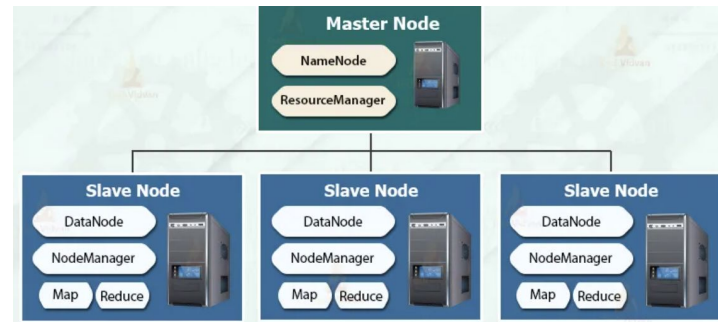 Master Node
NameNode
ResourceManager
Slave Node
DataNode
NodeManager
Map Reduce
Slave Node
DataNode
NodeManager
Map Reduce
Slave Node
DataNode
NodeManager
Map Reduce